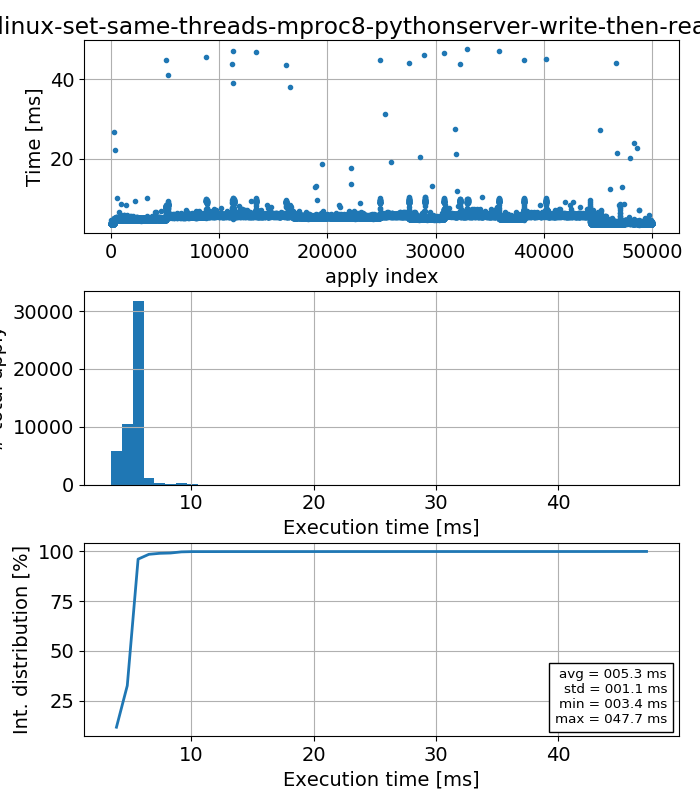 linux-set-same-threads-mproc8-pythonserver-write-then-rea
Time [ms]
40
20
0
10000
20000
30000
40000
50000
apply index
# total apply
30000
20000
10000
0
10
20
30
40
Execution time [ms]
Int. distribution [%]
100
75
50
25
avg = 005.3 ms
std = 001.1 ms
min = 003.4 ms
max = 047.7 ms
10
20
30
40
Execution time [ms]